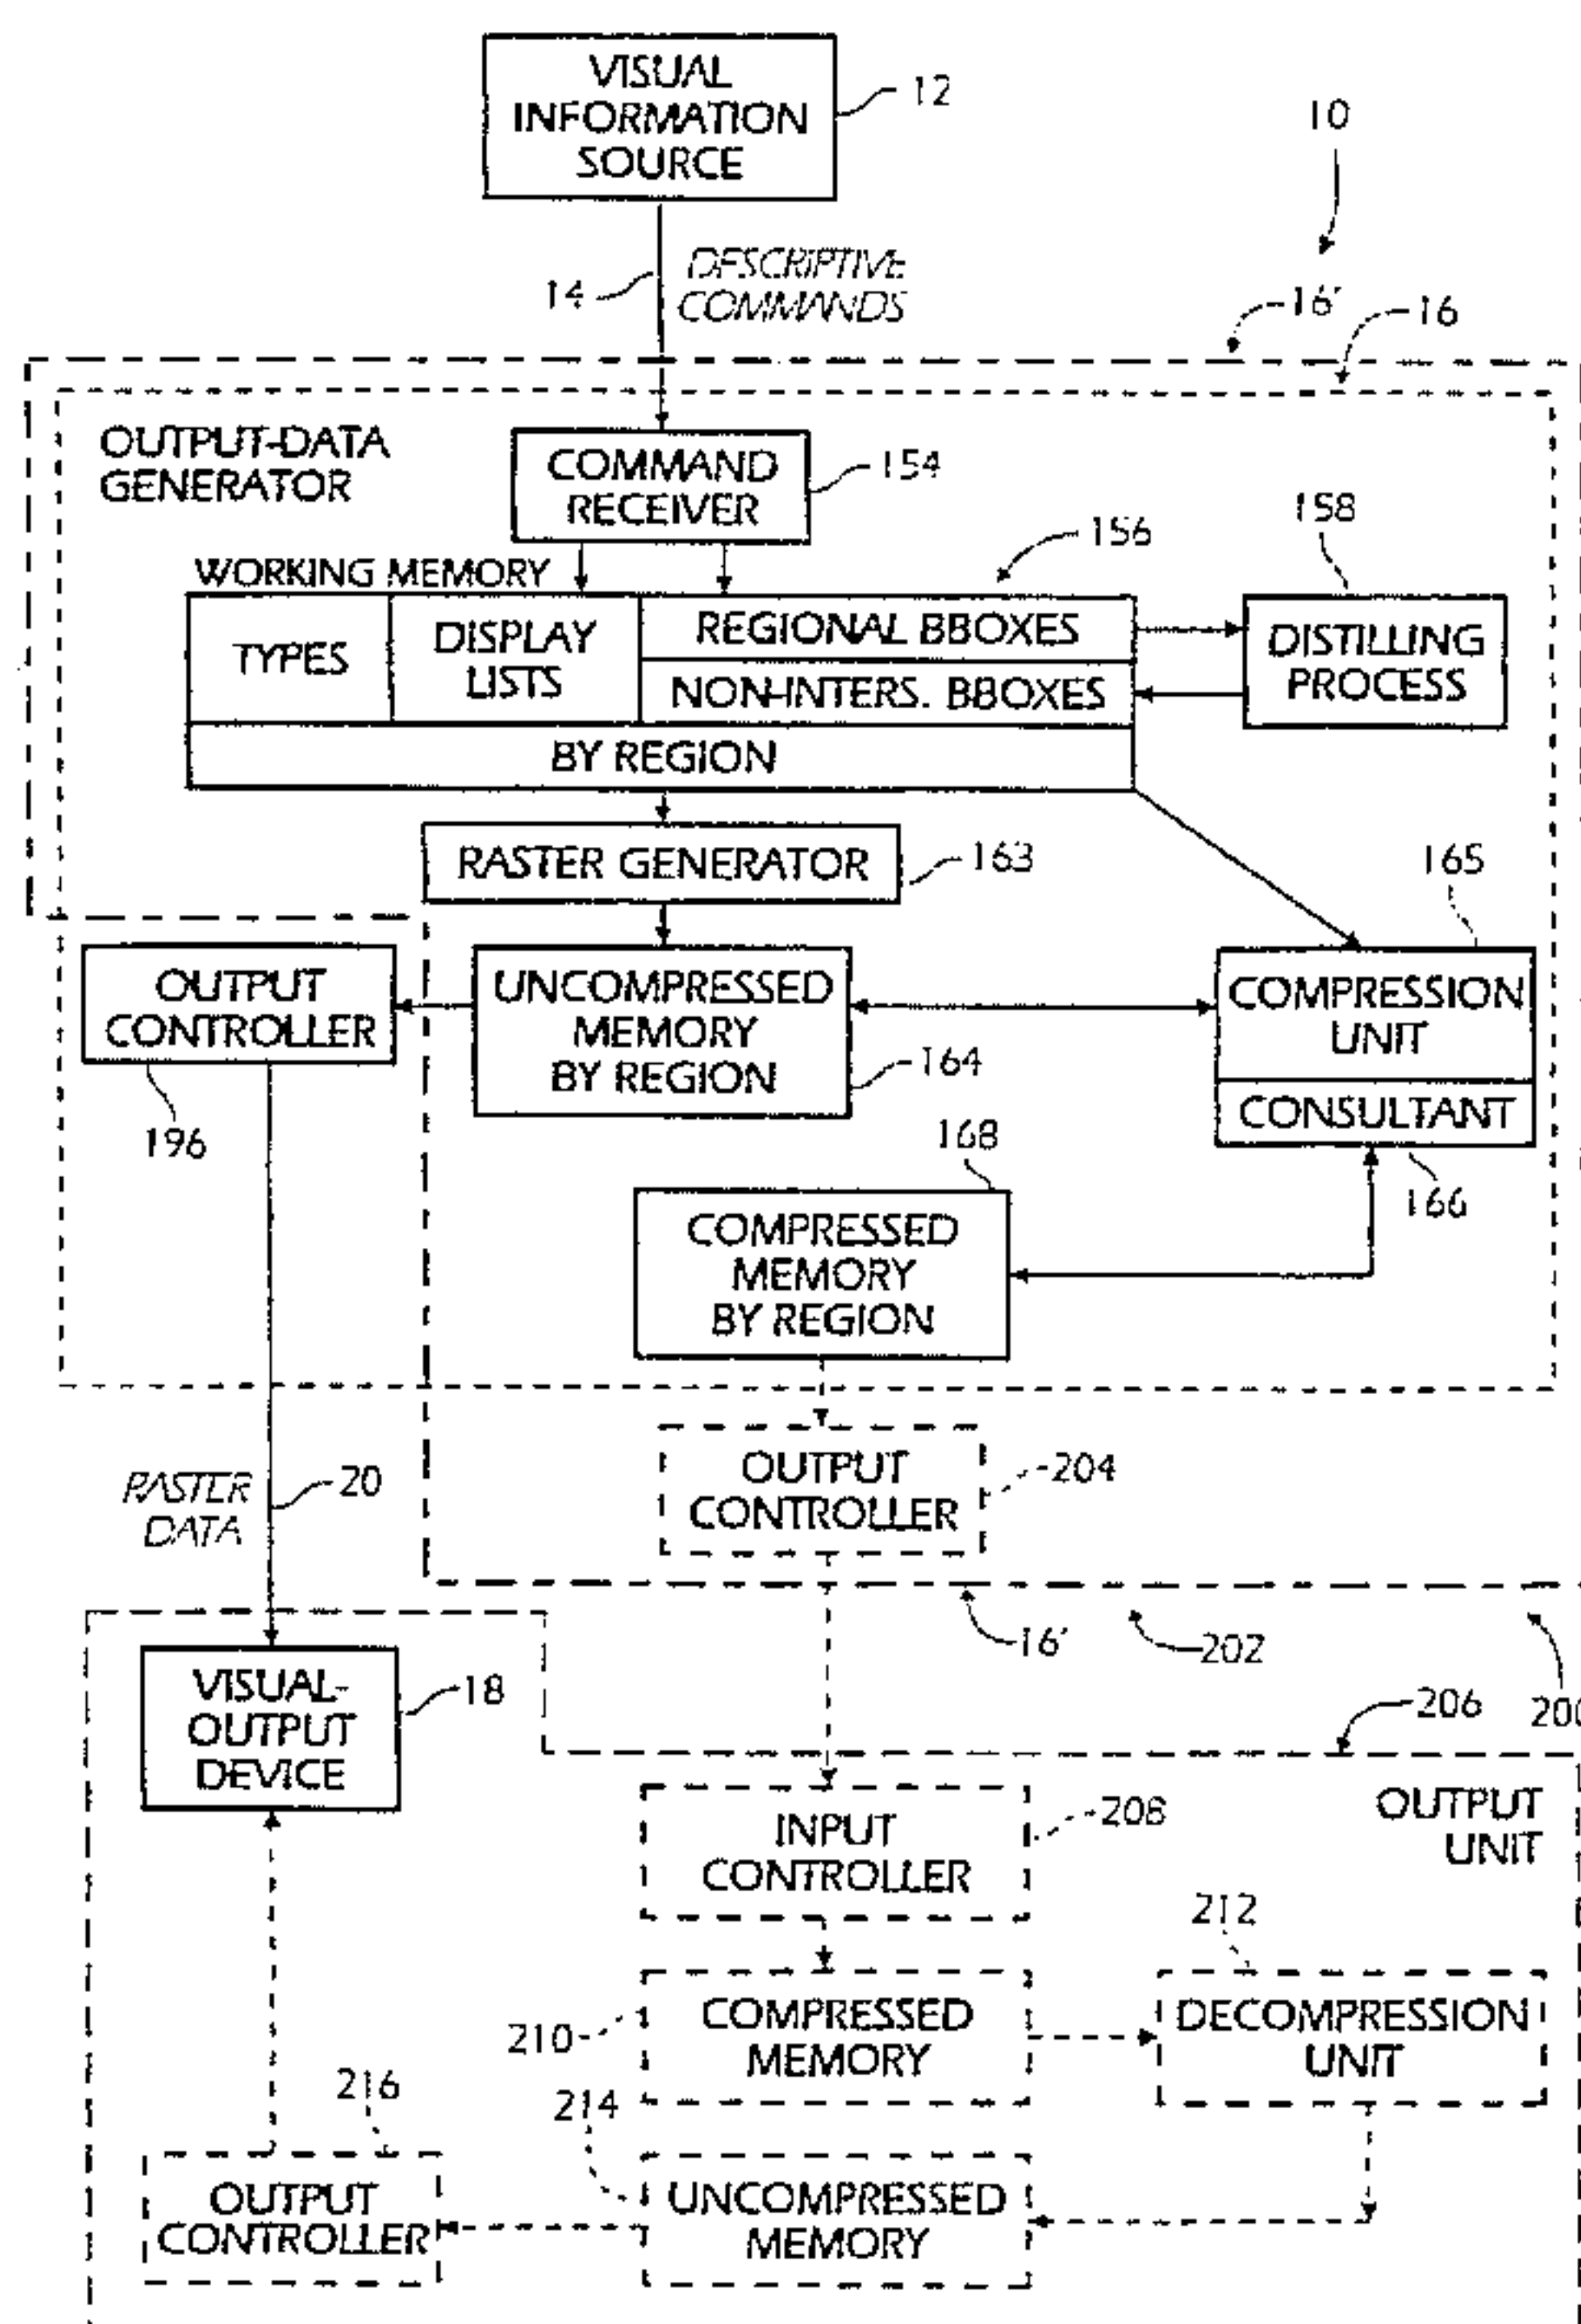 VISUAL
INFORMATION
SOURCE
12
10
14
DESCRIPTIVE
COMMANDS
16'
16
OUTPUT-DATA
GENERATOR
COMMAND
RECEIVER
154
156
158
WORKING MEMORY
TYPES
DISPLAY
LISTS
REGIONAL BBOXES
NON-INTERS. BBOXES
BY REGION
DISTILLING
PROCESS
RASTER GENERATOR
163
165
OUTPUT
CONTROLLER
196
UNCOMPRESSED
MEMORY
BY REGION
164
COMPRESSION
UNIT
CONSULTANT
166
168
COMPRESSED
MEMORY
BY REGION
OUTPUT
CONTROLLER
204
RASTER
DATA
20
16'
202
200
206
VISUAL-
OUTPUT
DEVICE
18
INPUT
CONTROLLER
208
OUTPUT
UNIT
212
210
COMPRESSED
MEMORY
DECOMPRESSION
UNIT
216
214
OUTPUT
CONTROLLER
UNCOMPRESSED
MEMORY